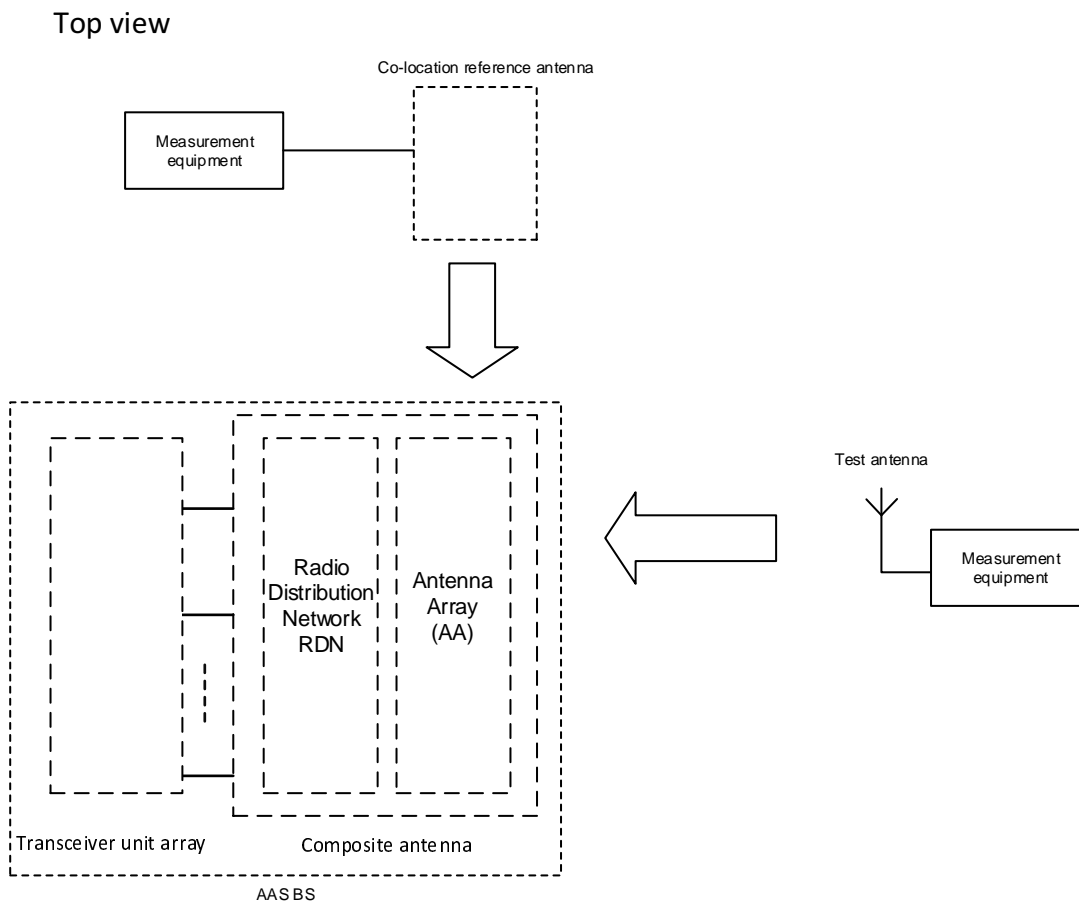 Top view
Co-location reference antenna
Measurement
equipment
Test antenna
Measurement
equipment
Radio
Distribution
Network
RDN
Antenna
Array
(AA)
Transceiver unit array
Composite antenna
AAS BS